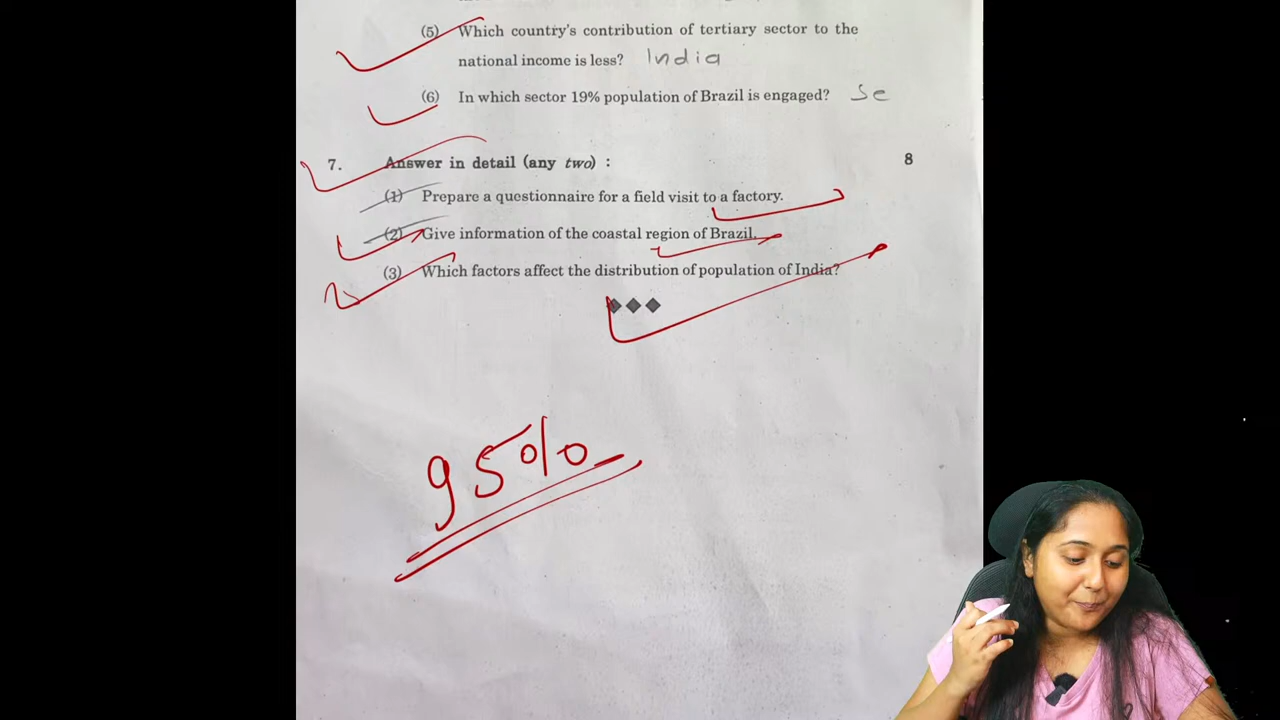 (5) Which country's contribution of tertiary sector to the
national income is less? India
(6) In which sector 19% population of Brazil is engaged? Se
7. Answer in detail (any two) : 8
(1) Prepare a questionnaire for a field visit to a factory.
(2) Give information of the coastal region of Brazil.
(3) Which factors affect the distribution of population of India?
95%